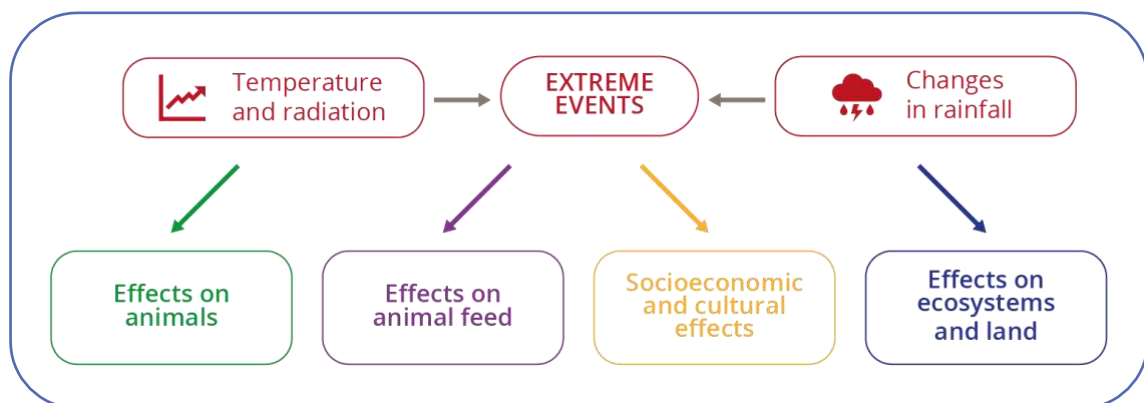 Temperature
and radiation
EXTREME
EVENTS
Changes
in rainfall
Effects on
animals
Effects on
animal feed
Socioeconomic
and cultural
effects
Effects on
ecosystems
and land